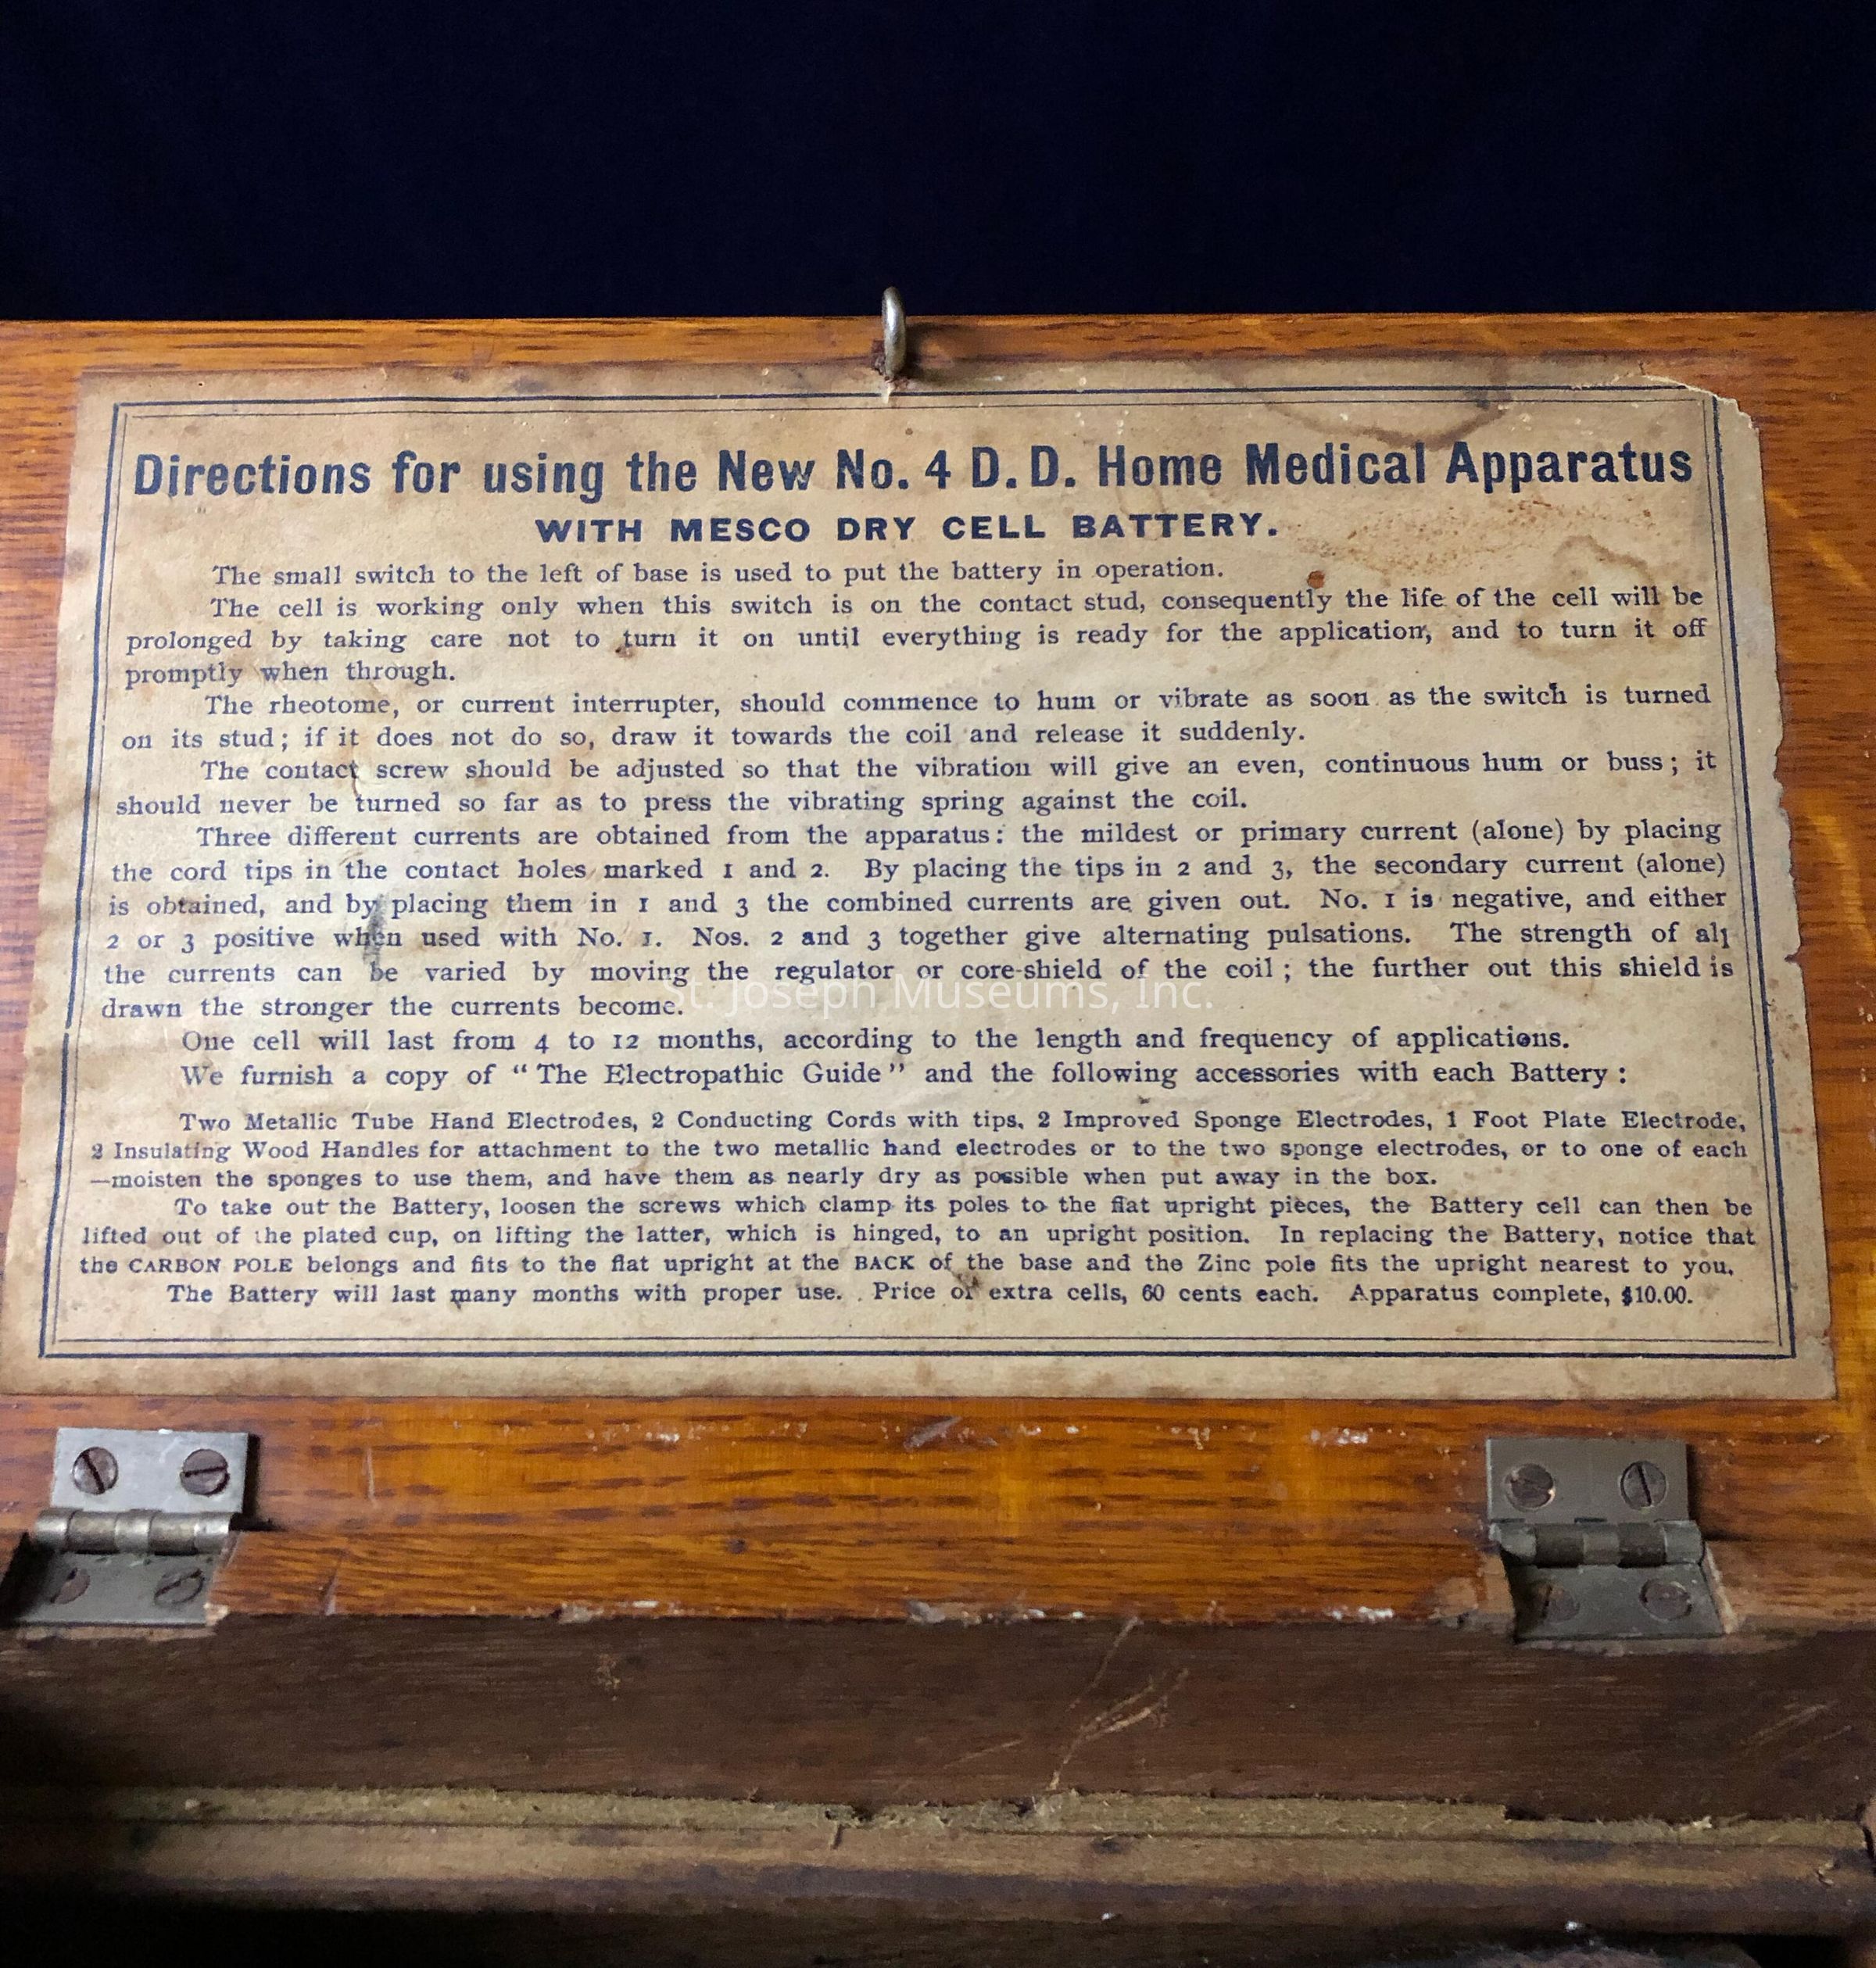 Directions for using the New No. 4 D. D. Home Medical Apparatus
WITH MESCO DRY CELL BATTERY.
The small switch to the left of base is used to put the battery in operation.
The cell is working only when this switch is on the contact stud, consequently the life of the cell will be
prolonged by taking care not to turn it on until everything is ready for the application, and to turn it off
promptly when through.
The rheotome, or current interrupter, should commence to hum or vibrate as soon as the switch is turned
on its stud; if it does not do so, draw it towards the coil and release it suddenly.
The contact screw should be adjusted so that the vibration will give an even, continuous hum or buss; it
should never be turned so far as to press the vibrating spring against the coil.
Three different currents are obtained from the apparatus: the mildest or primary current (alone) by placing
the cord tips in the contact holes marked 1 and 2. By placing the tips in 2 and 3, the secondary current (alone)
is obtained, and by placing them in 1 and 3 the combined currents are given out. No. 1 is negative, and either
2 or 3 positive when used with No. 1. Nos. 2 and 3 together give alternating pulsations. The strength of all
the currents can be varied by moving the regulator or core-shield of the coil; the further out this shield is
drawn the stronger the currents become.
St. Joseph Museums, Inc.
One cell will last from 4 to 12 months, according to the length and frequency of applications.
We furnish a copy of "The Electropathic Guide" and the following accessories with each Battery:
Two Metallic Tube Hand Electrodes, 2 Conducting Cords with tips, 2 Improved Sponge Electrodes, 1 Foot Plate Electrode,
2 Insulating Wood Handles for attachment to the two metallic hand electrodes or to the two sponge electrodes, or to one of each
—moisten the sponges to use them, and have them as nearly dry as possible when put away in the box.
To take out the Battery, loosen the screws which clamp its poles to the flat upright pieces, the Battery cell can then be
lifted out of the plated cup, on lifting the latter, which is hinged, to an upright position. In replacing the Battery, notice that
the CARBON POLE belongs and fits to the flat upright at the BACK of the base and the Zinc pole fits the upright nearest to you.
The Battery will last many months with proper use. Price of extra cells, 60 cents each. Apparatus complete, $10.00.